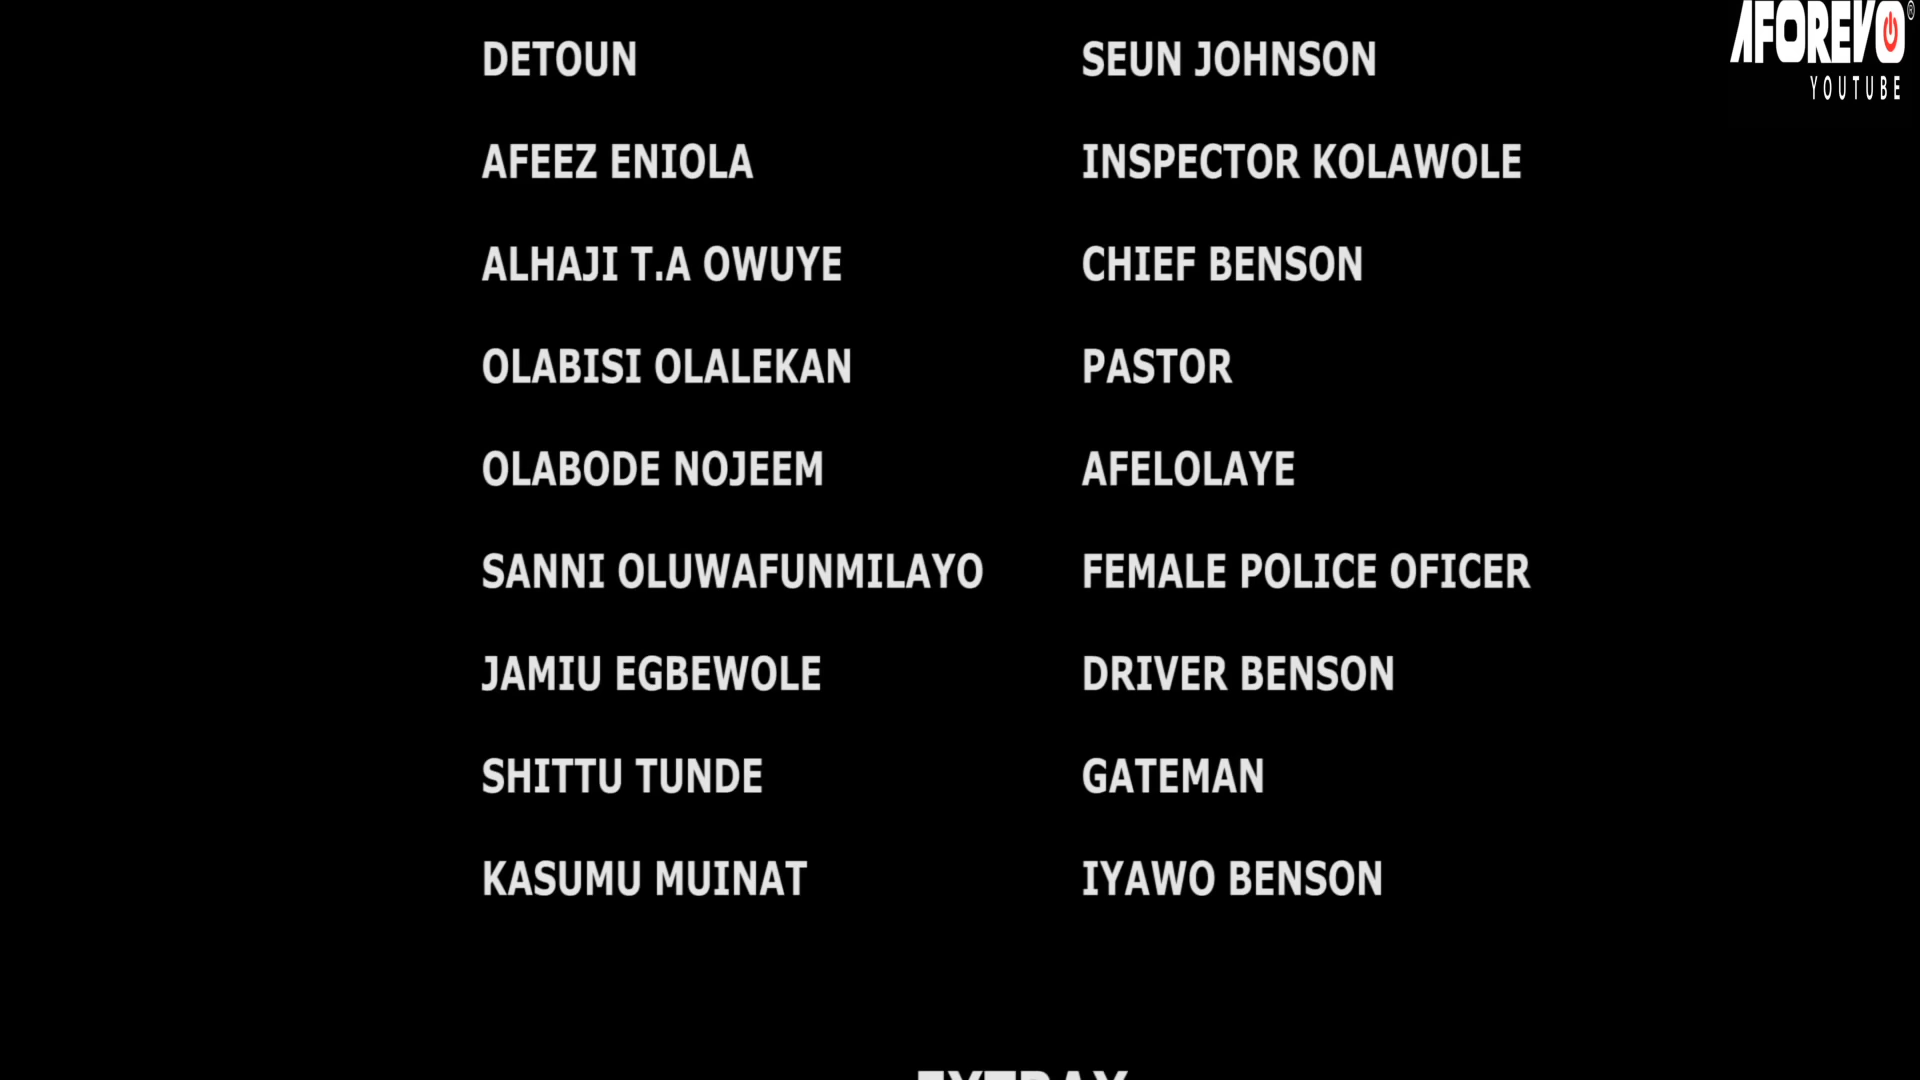 AFOREVO®
YOUTUBE
DETOUN SEUN JOHNSON
AFEEZ ENIOLA INSPECTOR KOLAWOLE
ALHAJI T.A OWUYE CHIEF BENSON
OLABISI OLALEKAN PASTOR
OLABODE NOJEEM AFELOLAYE
SANNI OLUWAFUNMILAYO FEMALE POLICE OFICER
JAMIU EGBEWOLE DRIVER BENSON
SHITTU TUNDE GATEMAN
KASUMU MUINAT IYAWO BENSON